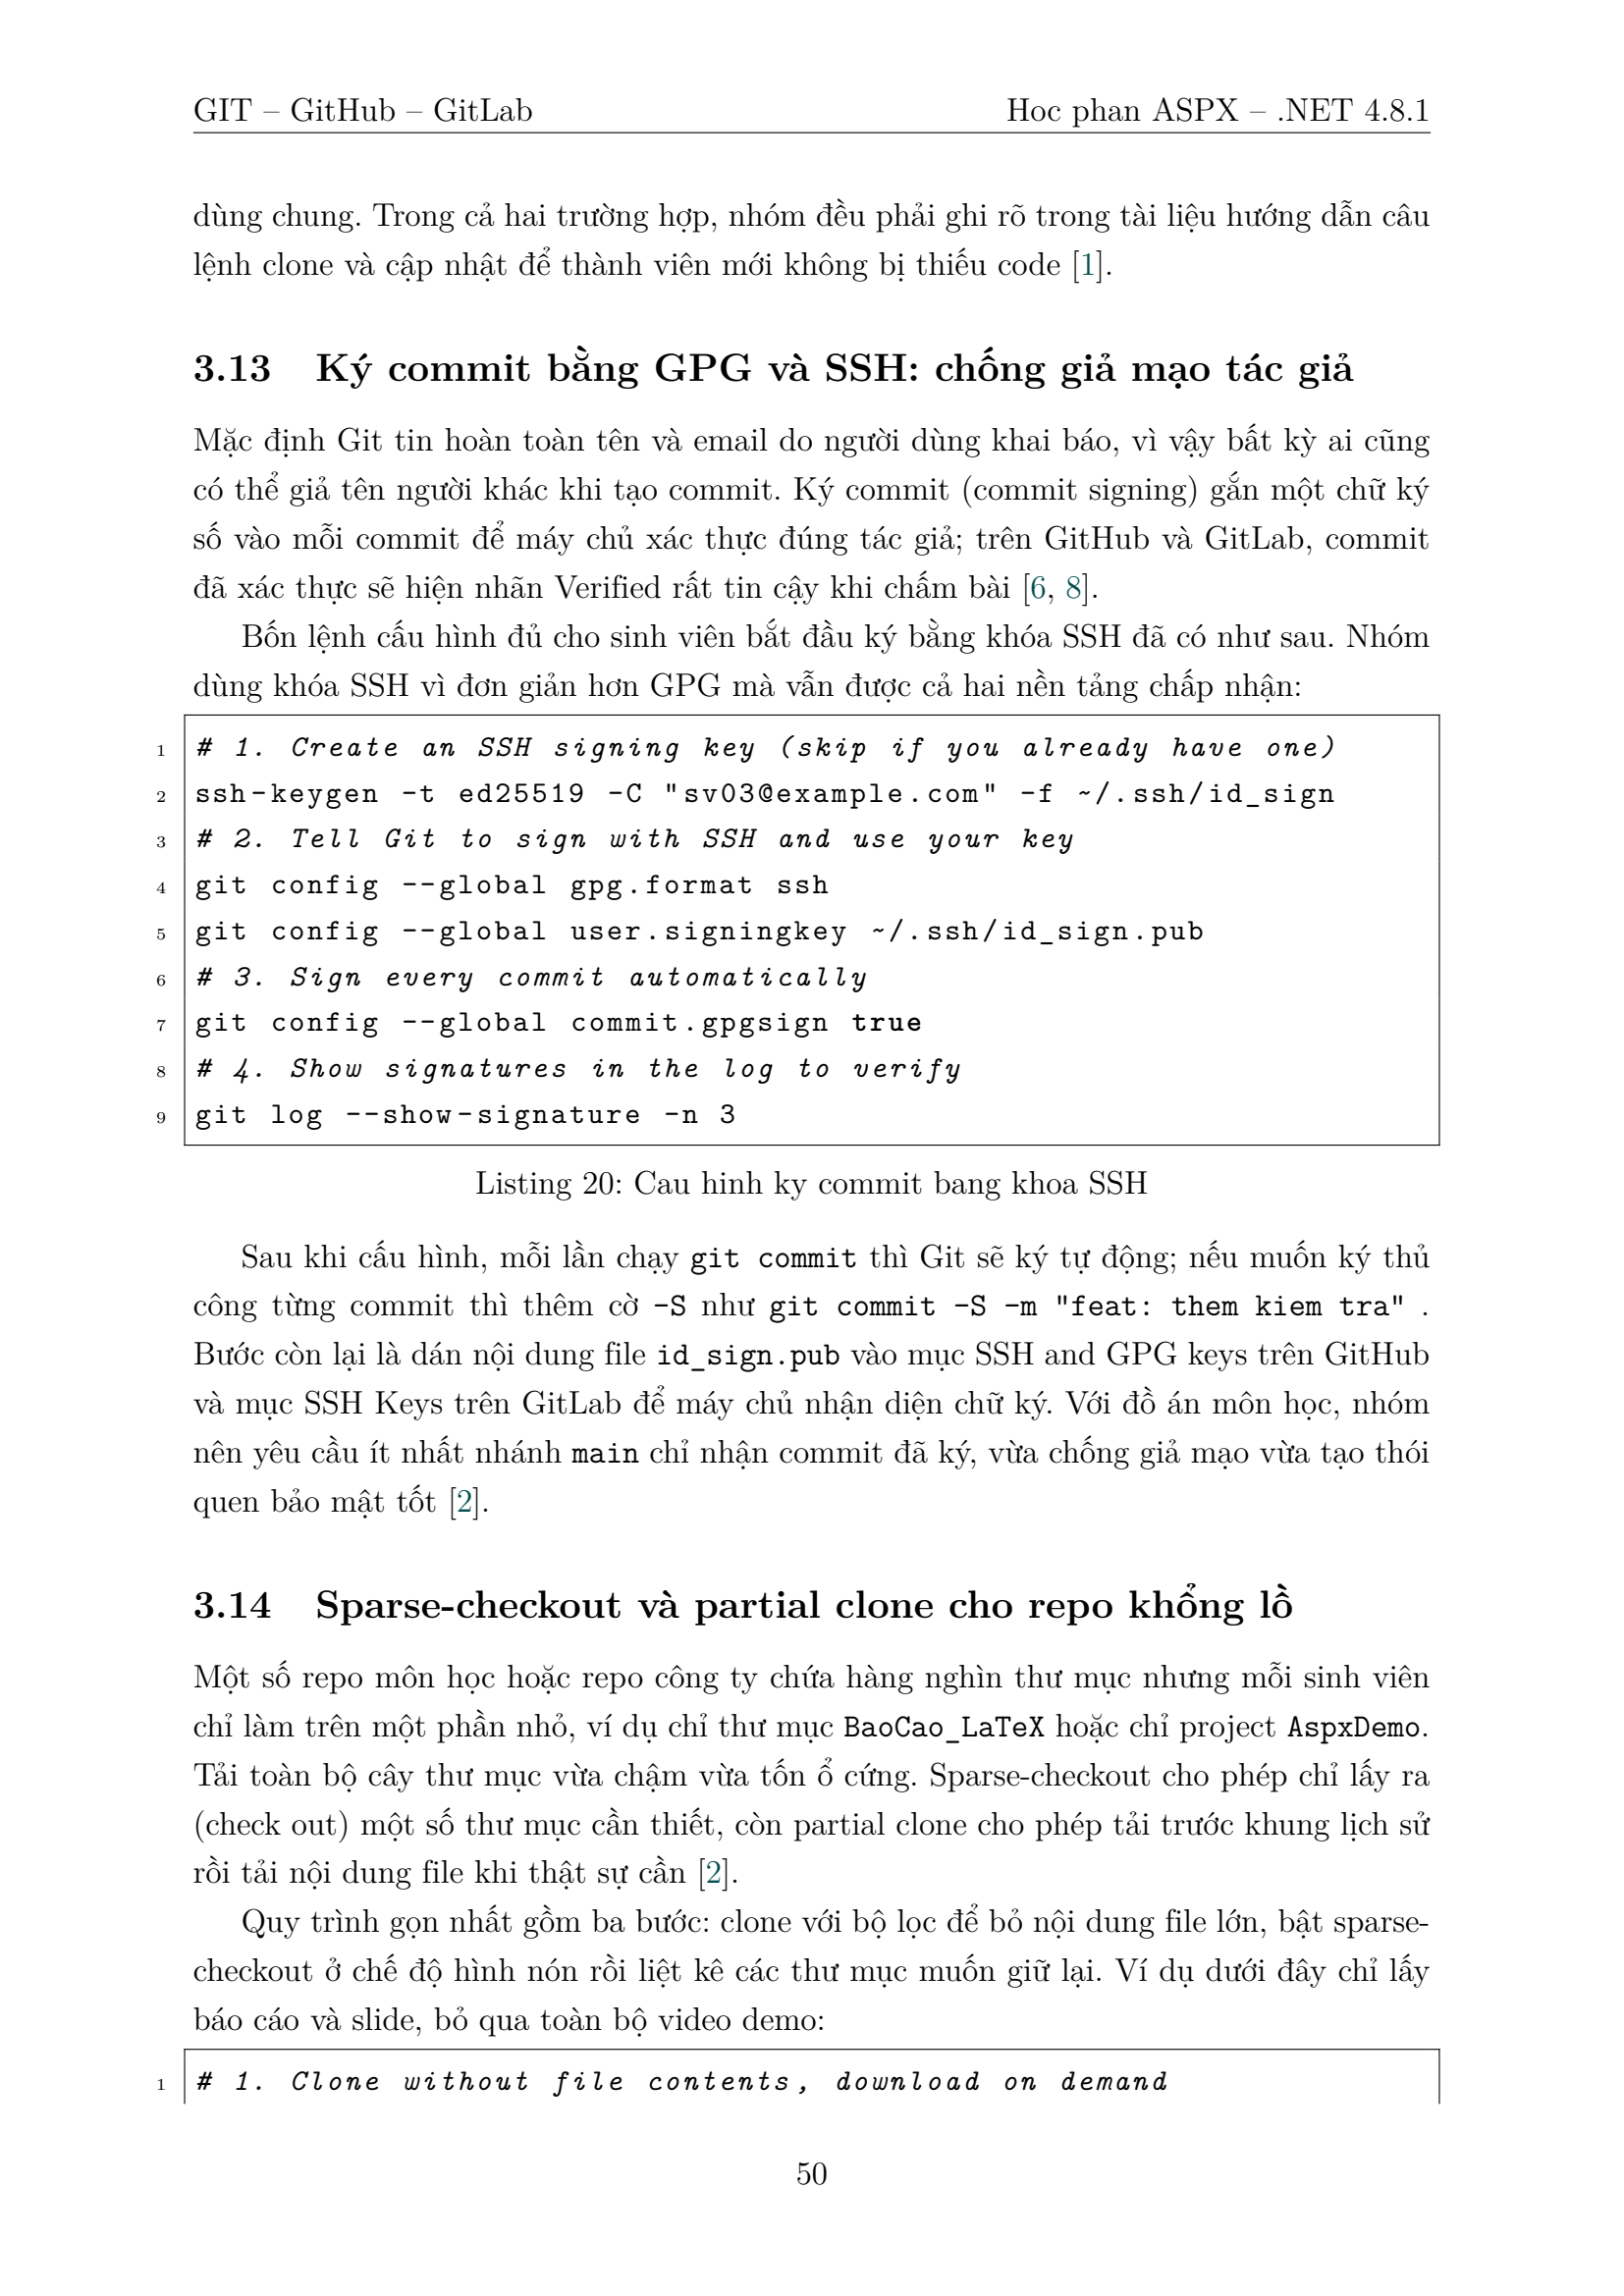 GIT – GitHub – GitLab
Hoc phan ASPX – .NET 4.8.1
dùng chung. Trong cả hai trường hợp, nhóm đều phải ghi rõ trong tài liệu hướng dẫn câu
lệnh clone và cập nhật để thành viên mới không bị thiếu code [1].
3.13 Ký commit bằng GPG và SSH: chống giả mạo tác giả
Mặc định Git tin hoàn toàn tên và email do người dùng khai báo, vì vậy bất kỳ ai cũng
có thể giả tên người khác khi tạo commit. Ký commit (commit signing) gắn một chữ ký
số vào mỗi commit để máy chủ xác thực đúng tác giả; trên GitHub và GitLab, commit
đã xác thực sẽ hiện nhãn Verified rất tin cậy khi chấm bài [6, 8].
Bốn lệnh cấu hình đủ cho sinh viên bắt đầu ký bằng khóa SSH đã có như sau. Nhóm
dùng khóa SSH vì đơn giản hơn GPG mà vẫn được cả hai nền tảng chấp nhận:
1 # 1. Create an SSH signing key (skip if you already have one)
2 ssh-keygen -t ed25519 -C "sv03@example.com" -f ~/.ssh/id_sign
3 # 2. Tell Git to sign with SSH and use your key
4 git config --global gpg.format ssh
5 git config --global user.signingkey ~/.ssh/id_sign.pub
6 # 3. Sign every commit automatically
7 git config --global commit.gpgsign true
8 # 4. Show signatures in the log to verify
9 git log --show-signature -n 3
Listing 20: Cau hinh ky commit bang khoa SSH
Sau khi cấu hình, mỗi lần chạy git commit thì Git sẽ ký tự động; nếu muốn ký thủ
công từng commit thì thêm cờ -S như git commit -S -m "feat: them kiem tra" .
Bước còn lại là dán nội dung file id_sign.pub vào mục SSH and GPG keys trên GitHub
và mục SSH Keys trên GitLab để máy chủ nhận diện chữ ký. Với đồ án môn học, nhóm
nên yêu cầu ít nhất nhánh main chỉ nhận commit đã ký, vừa chống giả mạo vừa tạo thói
quen bảo mật tốt [2].
3.14 Sparse-checkout và partial clone cho repo khổng lồ
Một số repo môn học hoặc repo công ty chứa hàng nghìn thư mục nhưng mỗi sinh viên
chỉ làm trên một phần nhỏ, ví dụ chỉ thư mục BaoCao_LaTeX hoặc chỉ project AspxDemo.
Tải toàn bộ cây thư mục vừa chậm vừa tốn ổ cứng. Sparse-checkout cho phép chỉ lấy ra
(check out) một số thư mục cần thiết, còn partial clone cho phép tải trước khung lịch sử
rồi tải nội dung file khi thật sự cần [2].
Quy trình gọn nhất gồm ba bước: clone với bộ lọc để bỏ nội dung file lớn, bật sparse-
checkout ở chế độ hình nón rồi liệt kê các thư mục muốn giữ lại. Ví dụ dưới đây chỉ lấy
báo cáo và slide, bỏ qua toàn bộ video demo:
1 # 1. Clone without file contents, download on demand
50